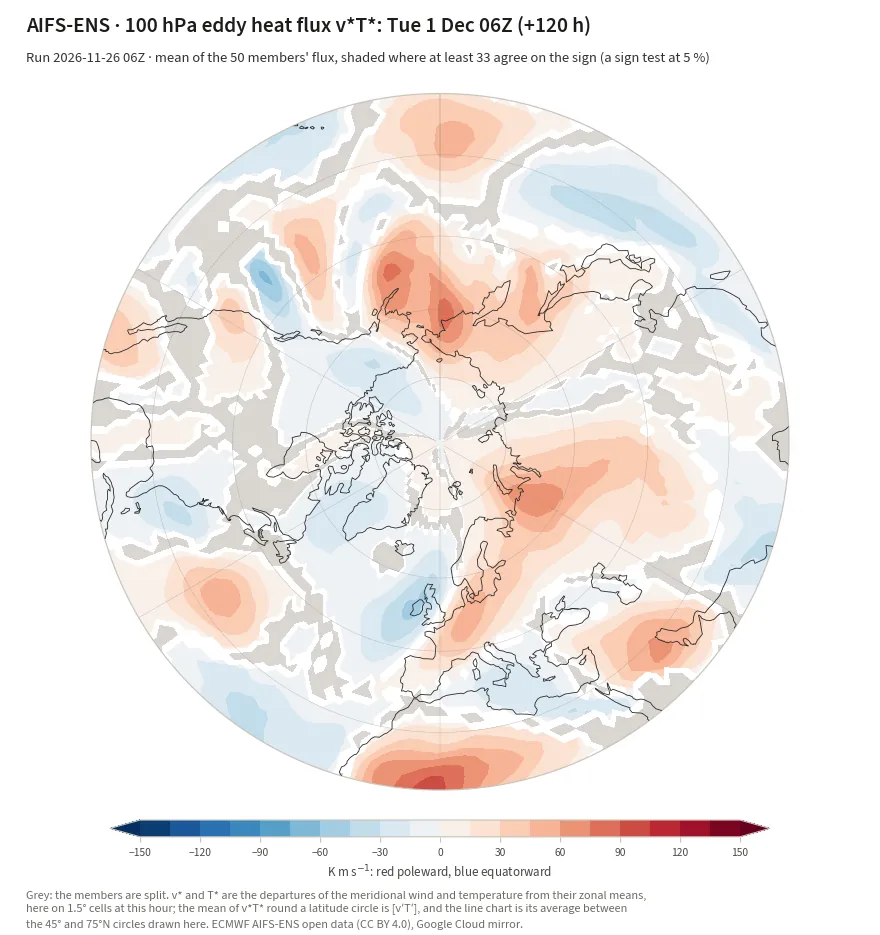 AIFS-ENS · 100 hPa eddy heat flux v*T*: Tue 1 Dec 06Z (+120 h)
Run 2026-11-26 06Z · mean of the 50 members' flux, shaded where at least 33 agree on the sign (a sign test at 5 %)
−150 −120 −90 −60 −30 0 30 60 90 120 150
K m s⁻¹: red poleward, blue equatorward
Grey: the members are split. v* and T* are the departures of the meridional wind and temperature from their zonal means,
here on 1.5° cells at this hour; the mean of v*T* round a latitude circle is [v'T'], and the line chart is its average between
the 45° and 75°N circles drawn here. ECMWF AIFS-ENS open data (CC BY 4.0), Google Cloud mirror.